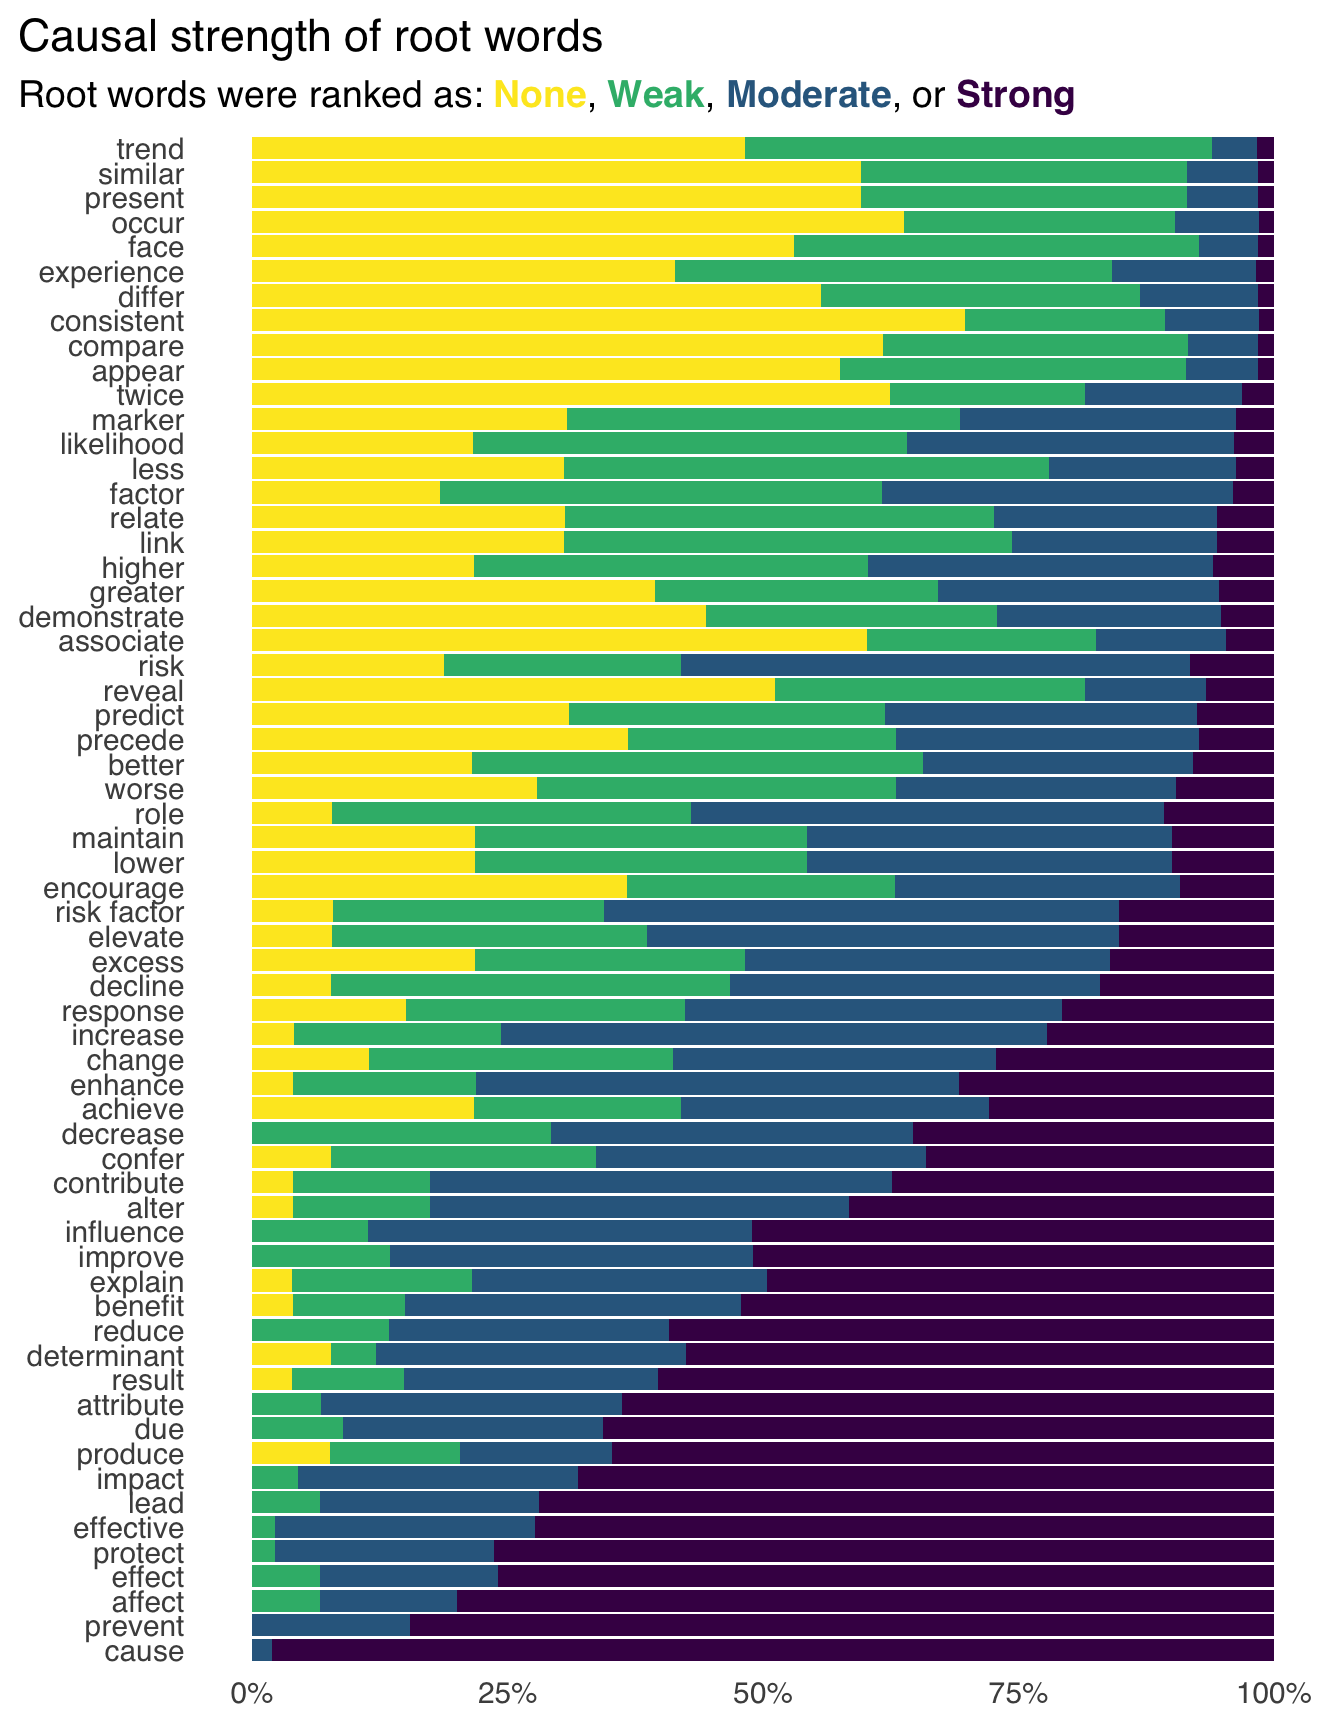 Causal strength of root words
Root words were ranked as: None, Weak, Moderate, or Strong
trend
similar
present
occur
face
experience
differ
consistent
compare
appear
twice
marker
likelihood
less
factor
relate
link
higher
greater
demonstrate
associate
risk
reveal
predict
precede
better
worse
role
maintain
lower
encourage
risk factor
elevate
excess
decline
response
increase
change
enhance
achieve
decrease
confer
contribute
alter
influence
improve
explain
benefit
reduce
determinant
result
attribute
due
produce
impact
lead
effective
protect
effect
affect
prevent
cause
0% 25% 50% 75% 100%